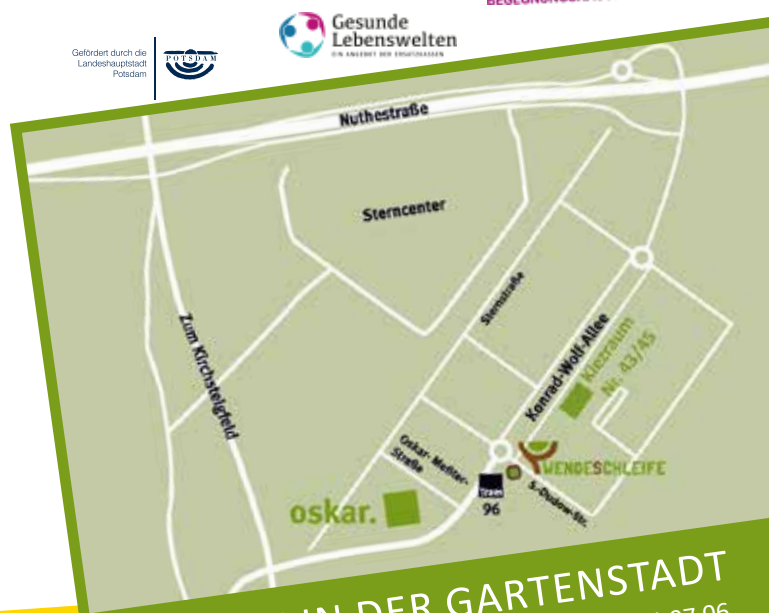 Gesunde
Lebenswelten
EIN ANGEBOT DER ERSATZKASSEN
Gefördert durch die
Landeshauptstadt
Potsdam
POTSDAM
Nuthestraße
Sterncenter
Sternstraße
Zum Kirchsteigfeld
Konrad-Wolf-Allee
Kiezraum
Nr. 43/45
Oskar-Meßter-
Straße
WENDESCHLEIFE
tram
96
S.-Dudow-Str.
oskar.
IN DER GARTENSTADT